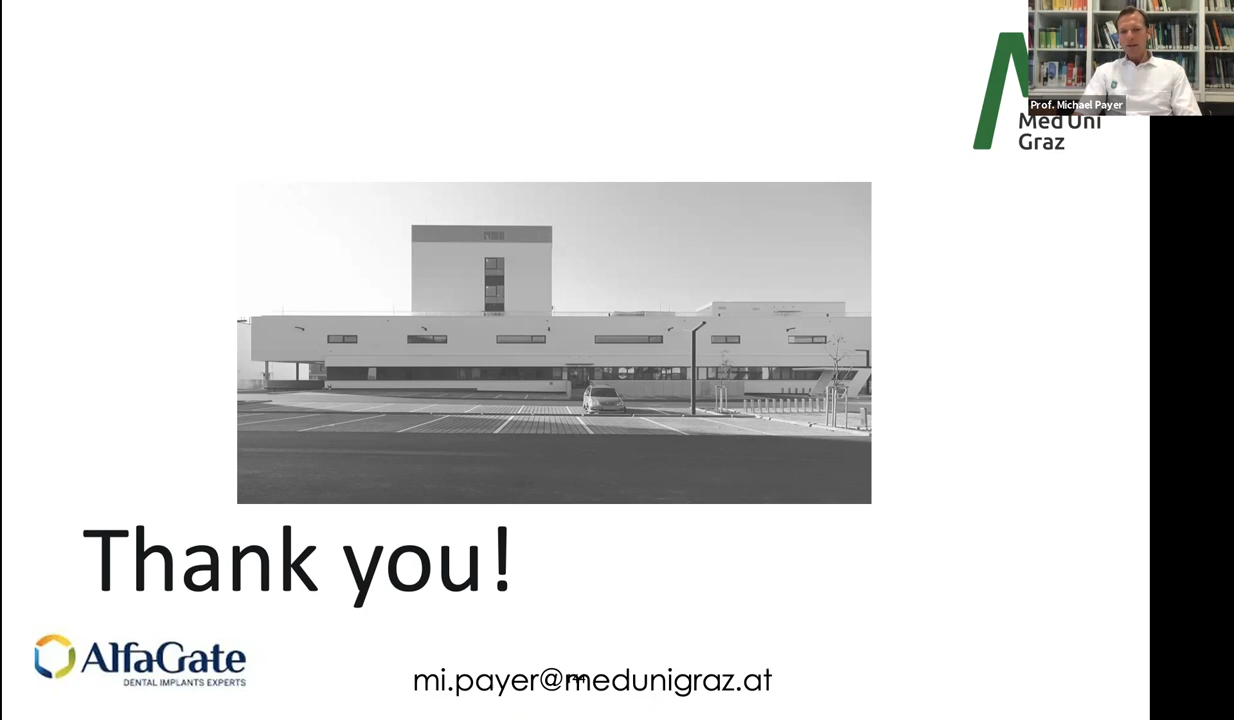 Prof. Michael Payer
Med Uni
Graz
Thank you!
AlfaGate
DENTAL IMPLANTS EXPERTS
mi.payer@medunigraz.at